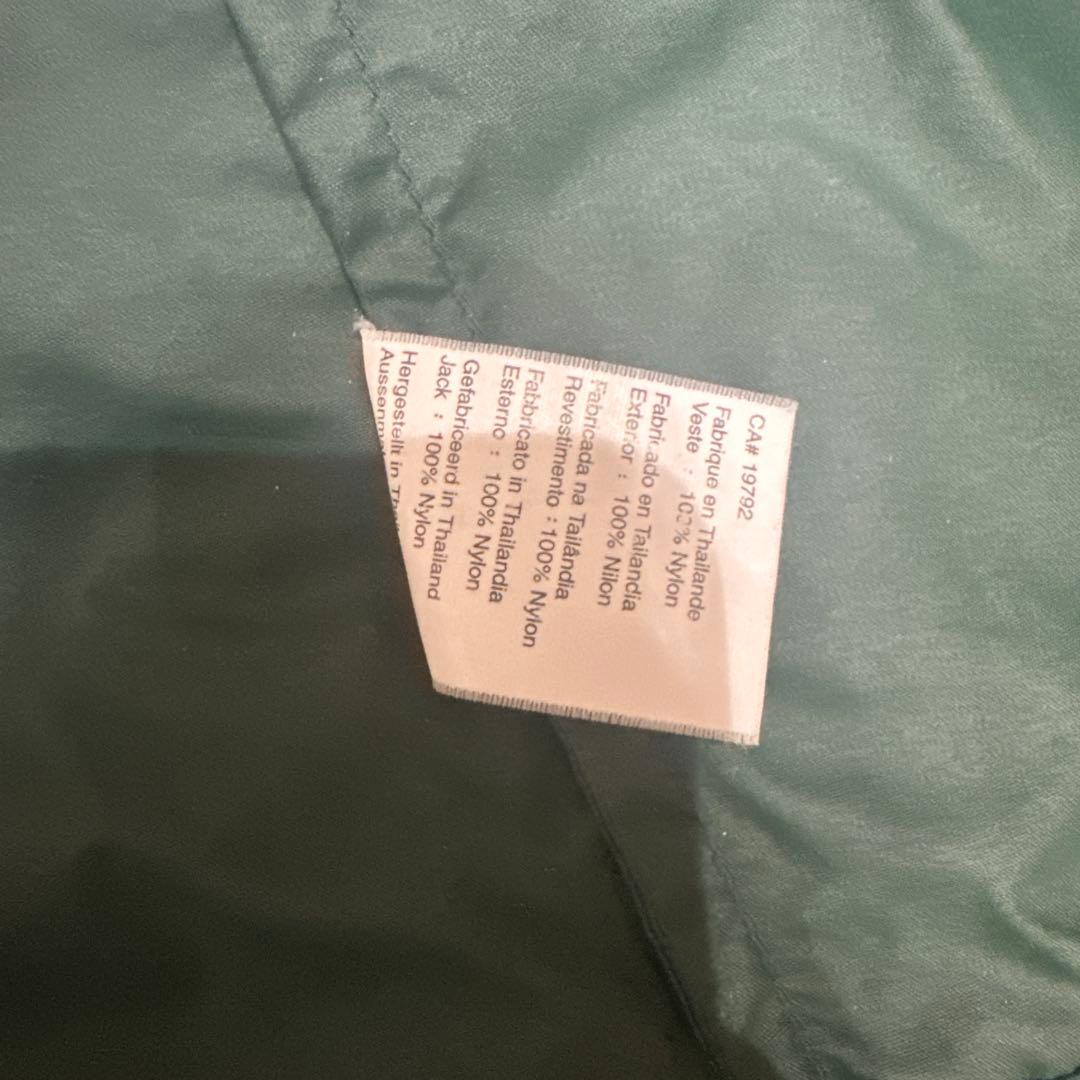 CA# 19792
Fabrique en Thailande
Veste : 100% Nylon
Fabricado en Tailandia
Exterior : 100% Nilon
Fabricada na Tailândia
Revestimento : 100% Nylon
Fabbricato in Thailandia
Esterno : 100% Nylon
Gefabriceerd in Thailand
Jack : 100% Nylon
Hergestellt in